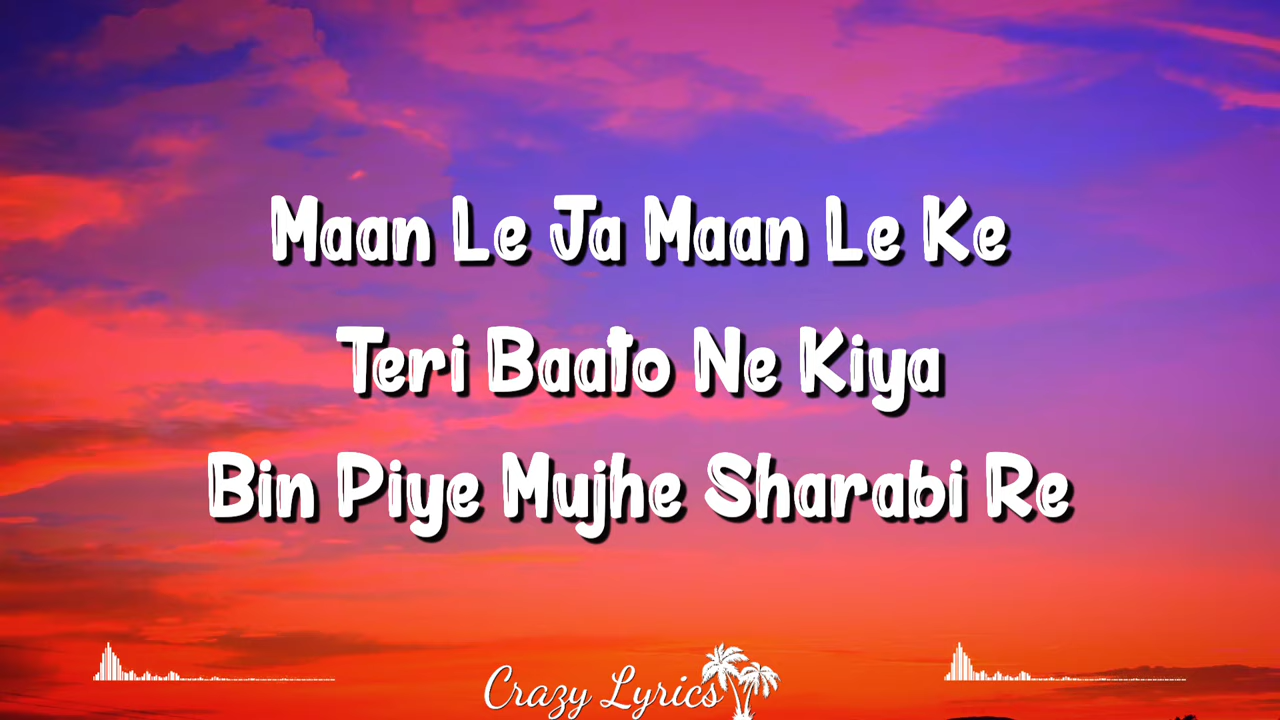 Maan Le Ja Maan Le Ke
Teri Baato Ne Kiya
Bin Piye Mujhe Sharabi Re
Crazy Lyrics